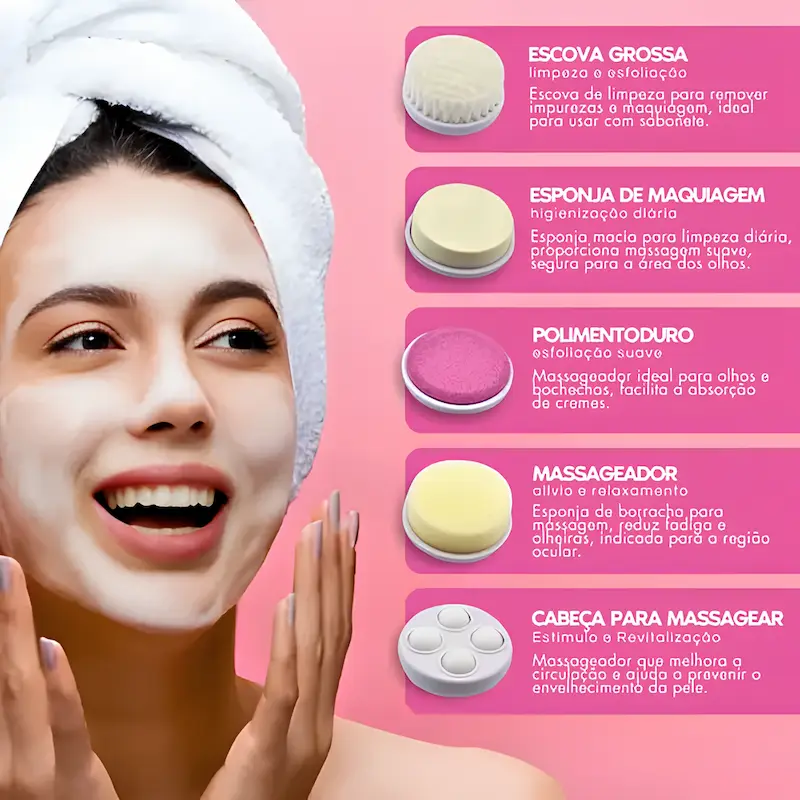 ESCOVA GROSSA
limpeza e esfoliação
Escova de limpeza para remover
impurezas e maquiagem, ideal
para usar com sabonete.
ESPONJA DE MAQUIAGEM
higienização diária
Esponja macia para limpeza diária,
proporciona massagem suave,
segura para a área dos olhos.
POLIMENTODURO
esfoliação suave
Massageador ideal para olhos e
bochechas, facilita a absorção
de cremes.
MASSAGEADOR
alívio e relaxamento
Esponja de borracha para
massagem, reduz fadiga e
olheiras, indicado para a região
ocular.
CABEÇA PARA MASSAGEAR
Estimulo e Revitalização
Massageador que melhora a
circulação e ajuda a prevenir o
envelhecimento da pele.